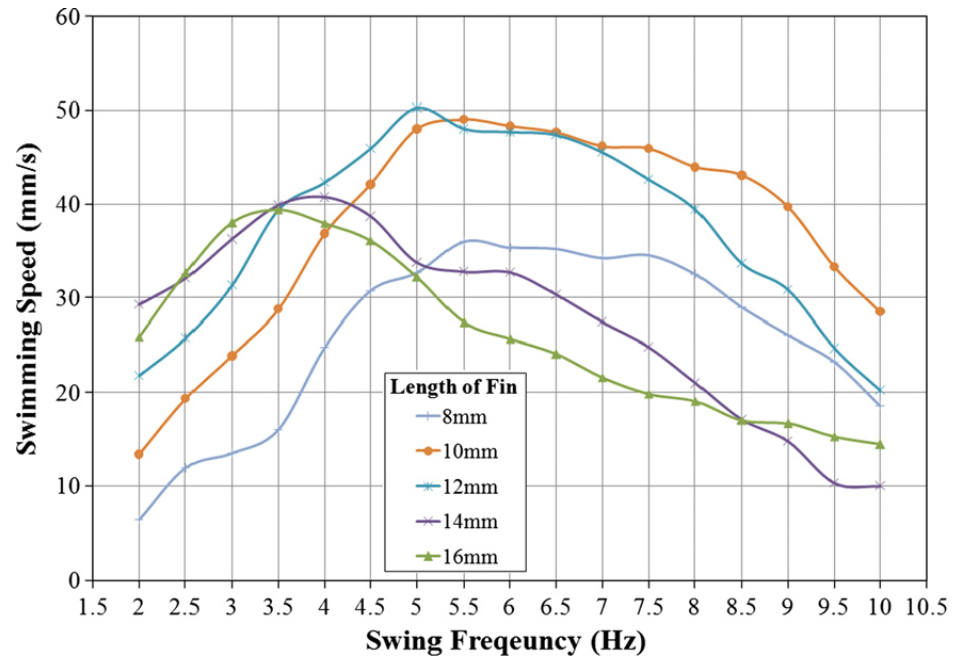 60
50
40
30
20
10
0
Swimming Speed (mm/s)
Length of Fin
8mm
10mm
12mm
14mm
16mm
1.5 2 2.5 3 3.5 4 4.5 5 5.5 6 6.5 7 7.5 8 8.5 9 9.5 10 10.5
Swing Freqeuncy (Hz)